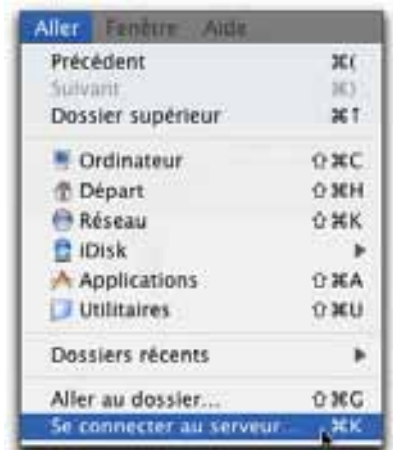 Aller Fenêtre Aide
Précédent ⌘(
Suivant ⌘)
Dossier supérieur ⌘↑
Ordinateur ⇧⌘C
Départ ⇧⌘H
Réseau ⇧⌘K
iDisk
Applications ⇧⌘A
Utilitaires ⇧⌘U
Dossiers récents
Aller au dossier... ⇧⌘G
Se connecter au serveur... ⌘K